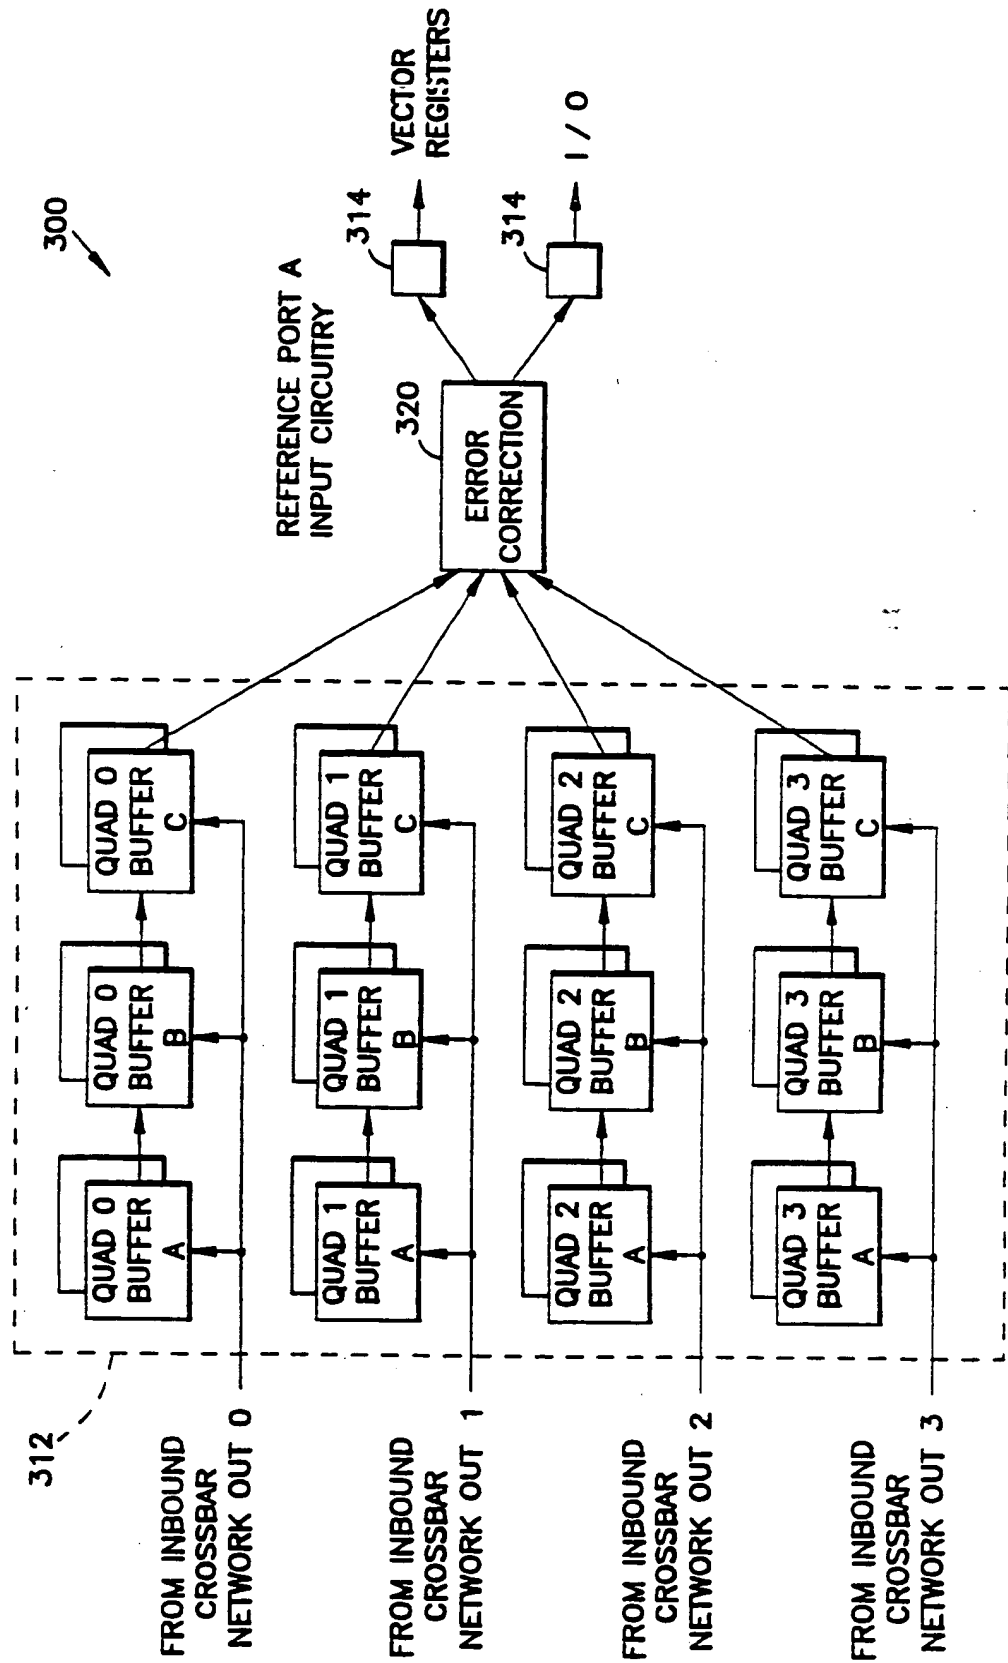 300
REFERENCE PORT A
INPUT CIRCUITRY
312
FROM INBOUND
CROSSBAR
NETWORK OUT 0
QUAD 0
BUFFER
A
QUAD 0
BUFFER
B
QUAD 0
BUFFER
C
FROM INBOUND
CROSSBAR
NETWORK OUT 1
QUAD 1
BUFFER
A
QUAD 1
BUFFER
B
QUAD 1
BUFFER
C
FROM INBOUND
CROSSBAR
NETWORK OUT 2
QUAD 2
BUFFER
A
QUAD 2
BUFFER
B
QUAD 2
BUFFER
C
FROM INBOUND
CROSSBAR
NETWORK OUT 3
QUAD 3
BUFFER
A
QUAD 3
BUFFER
B
QUAD 3
BUFFER
C
320
ERROR
CORRECTION
314
VECTOR
REGISTERS
314
I / O